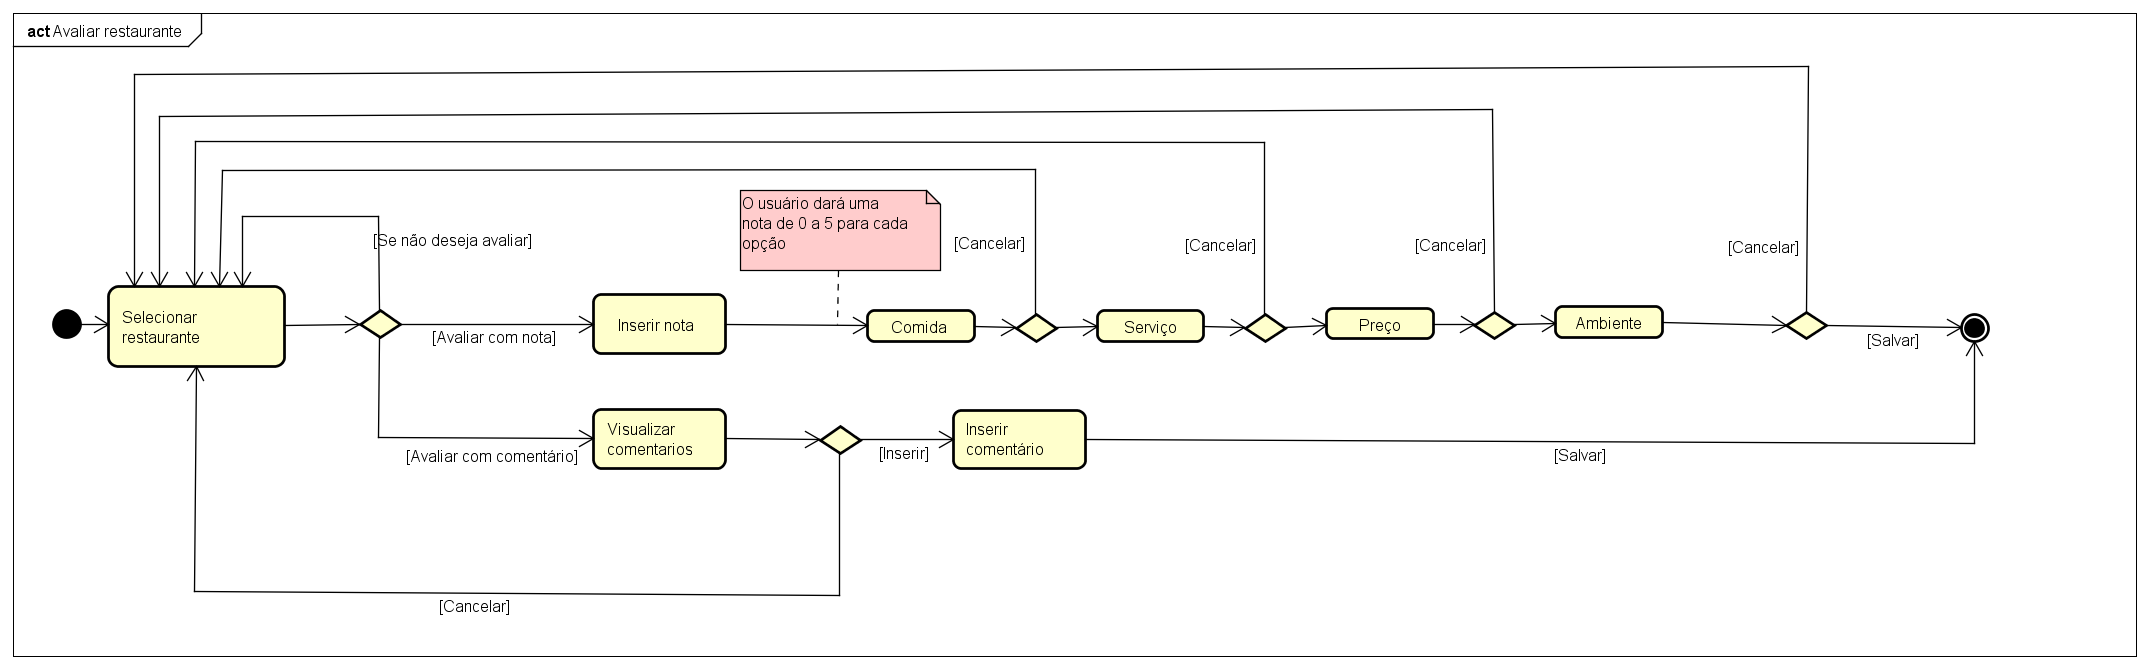 act Avaliar restaurante
O usuário dará uma
nota de 0 a 5 para cada
opção
[Se não deseja avaliar]
[Cancelar]
[Cancelar]
[Cancelar]
[Cancelar]
Selecionar
restaurante
Inserir nota
Comida
Serviço
Preço
Ambiente
[Avaliar com nota]
[Salvar]
Visualizar
comentarios
Inserir
comentário
[Avaliar com comentário]
[Inserir]
[Salvar]
[Cancelar]